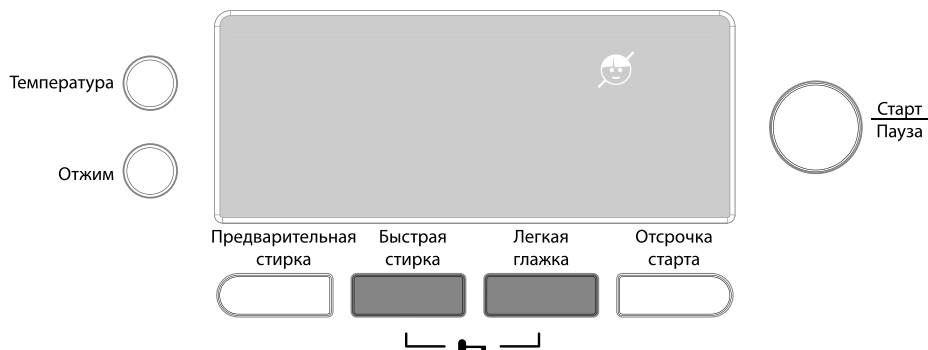 Температура
Отжим
Старт
Пауза
Предварительная стирка
Быстрая стирка
Легкая глажка
Отсрочка старта